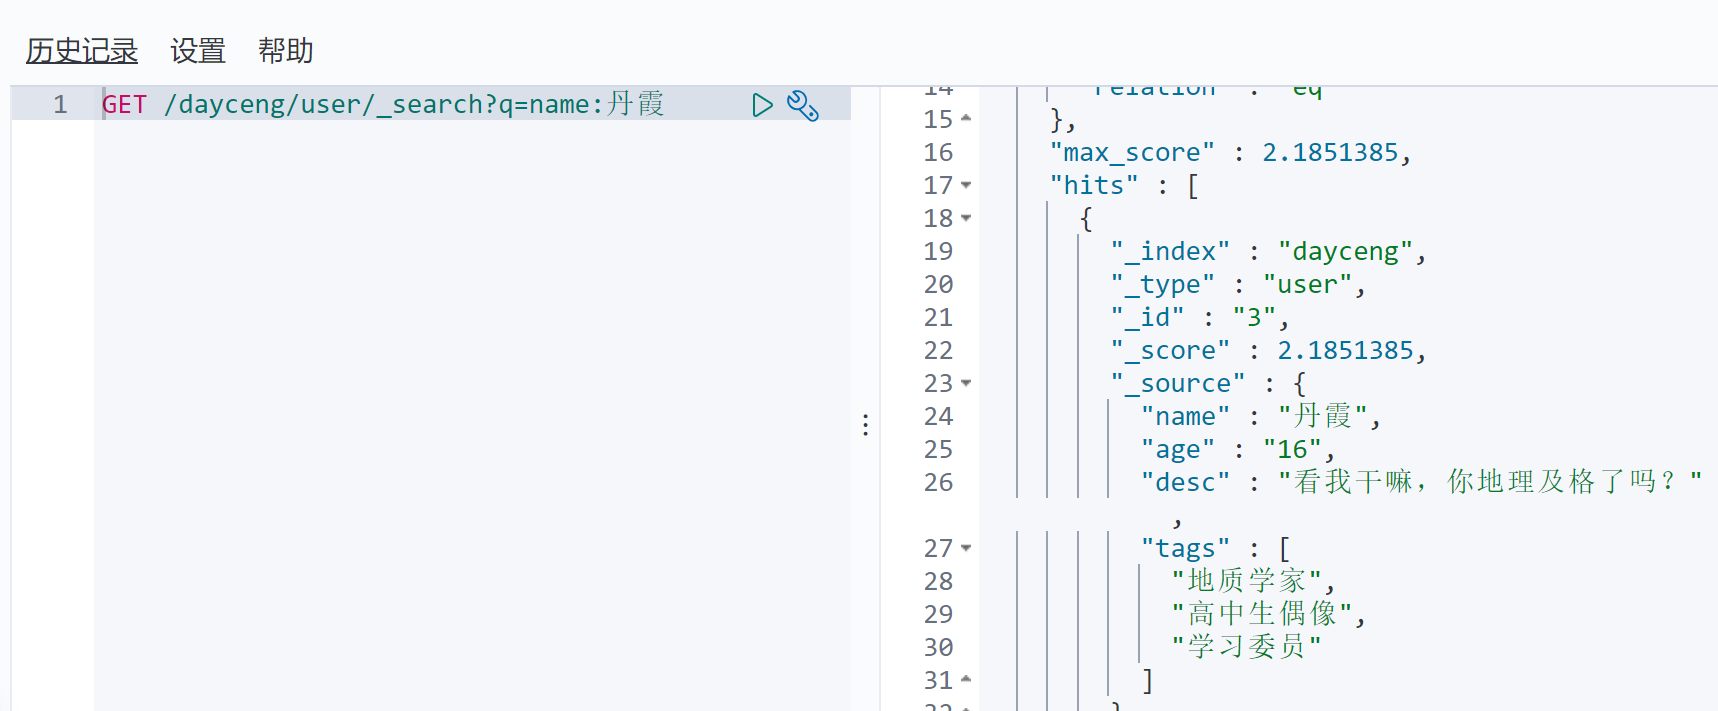 历史记录 设置 帮助
1 GET /dayceng/user/_search?q=name:丹霞
14 "relation" : "eq"
15 },
16 "max_score" : 2.1851385,
17 "hits" : [
18 {
19 "_index" : "dayceng",
20 "_type" : "user",
21 "_id" : "3",
22 "_score" : 2.1851385,
23 "_source" : {
24 "name" : "丹霞",
25 "age" : "16",
26 "desc" : "看我干嘛，你地理及格了吗？"
,
27 "tags" : [
28 "地质学家",
29 "高中生偶像",
30 "学习委员"
31 ]
32 }